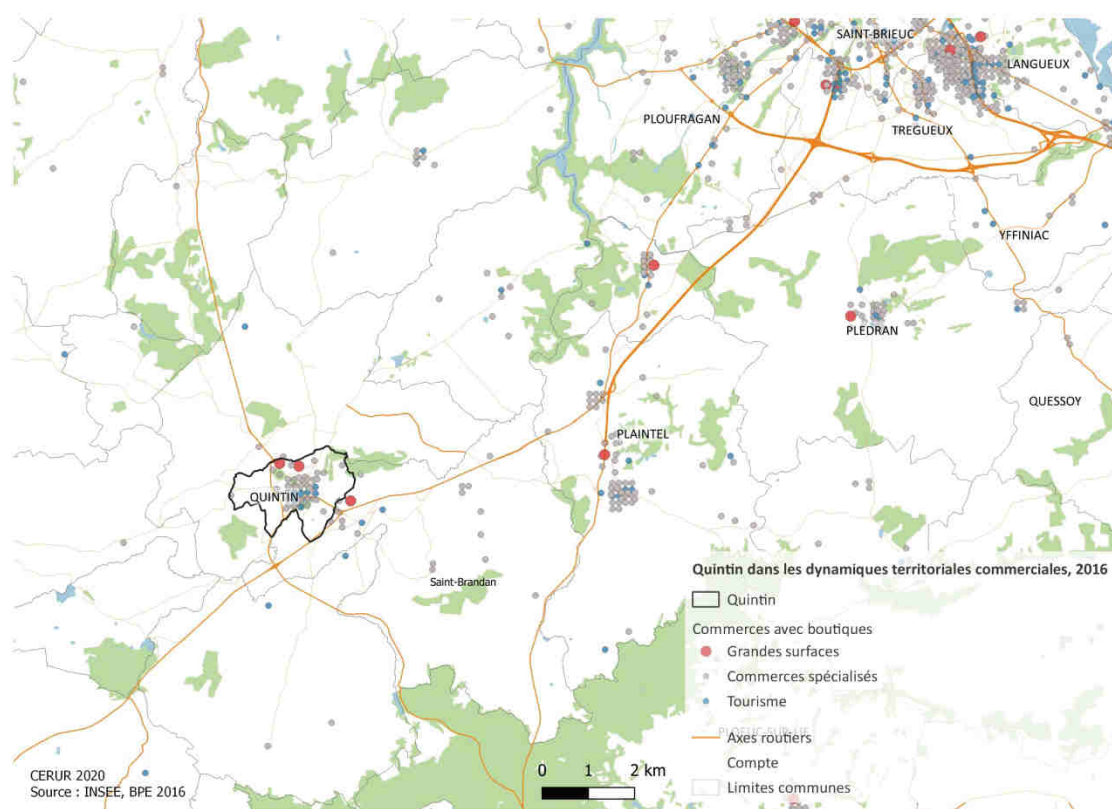 SAINT-BRIEUC
LANGUEUX
PLOUFRAGAN
TREGUEUX
YFFINIAC
PLEDRAN
QUESSOY
PLAINTEL
QUINTIN
Saint-Brandan
Quintin dans les dynamiques territoriales commerciales, 2016
Quintin
Commerces avec boutiques
Grandes surfaces
Commerces spécialisés
Tourisme
Axes routiers
Compte
Limites communes
CERUR 2020
Source : INSEE, BPE 2016
0 1 2 km